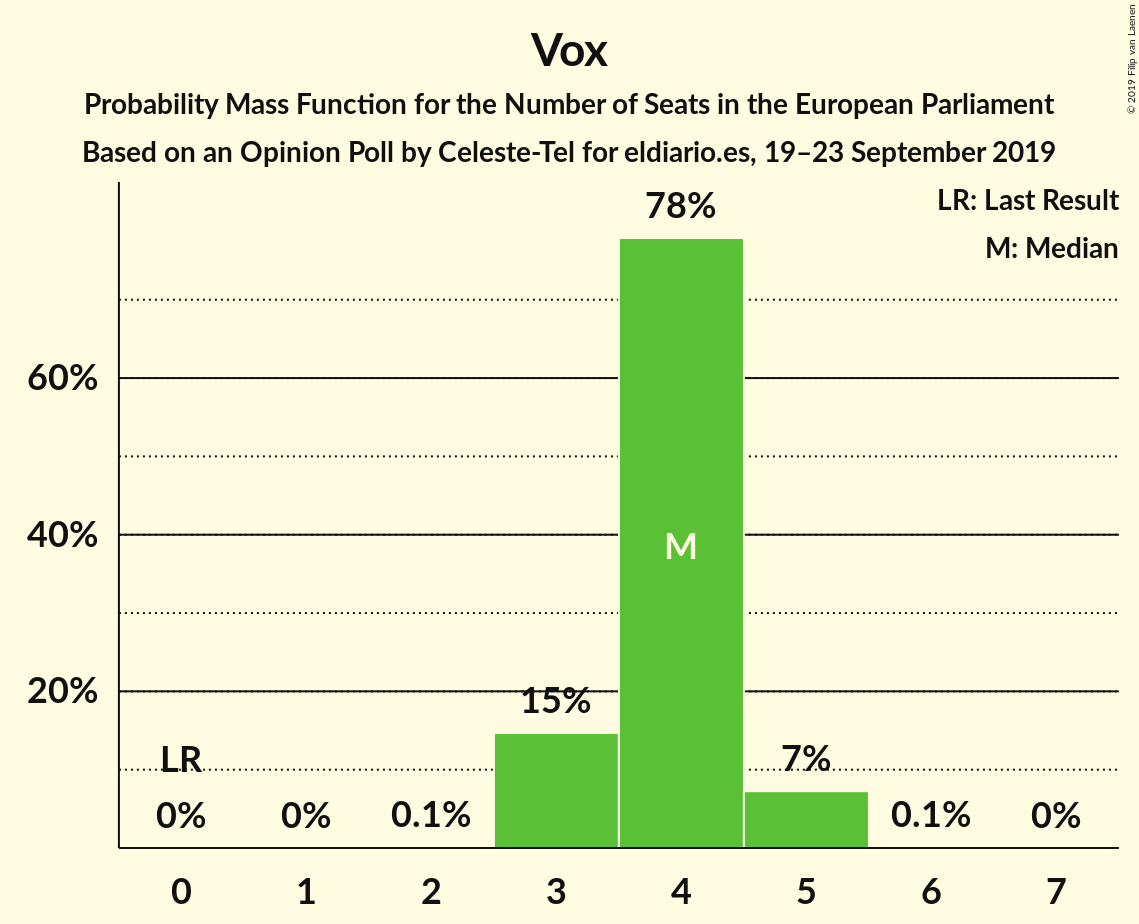 Vox
Probability Mass Function for the Number of Seats in the European Parliament
Based on an Opinion Poll by Celeste-Tel for eldiario.es, 19–23 September 2019
© 2019 Filip van Laenen
LR: Last Result
M: Median
78%
60%
40%
M
20%
15%
LR
7%
0%
0%
0.1%
0.1%
0%
0 1 2 3 4 5 6 7